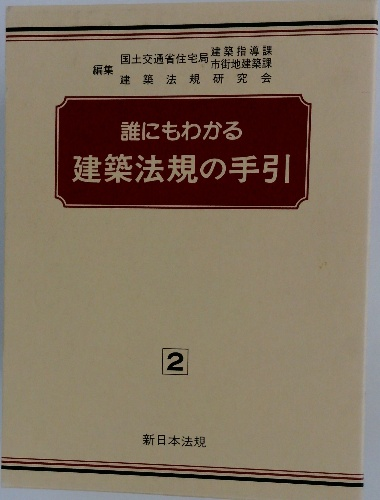 編集 国土交通省住宅局 建築指導課
市街地建築課
建築法規研究会
誰にもわかる
建築法規の手引
2
新日本法規